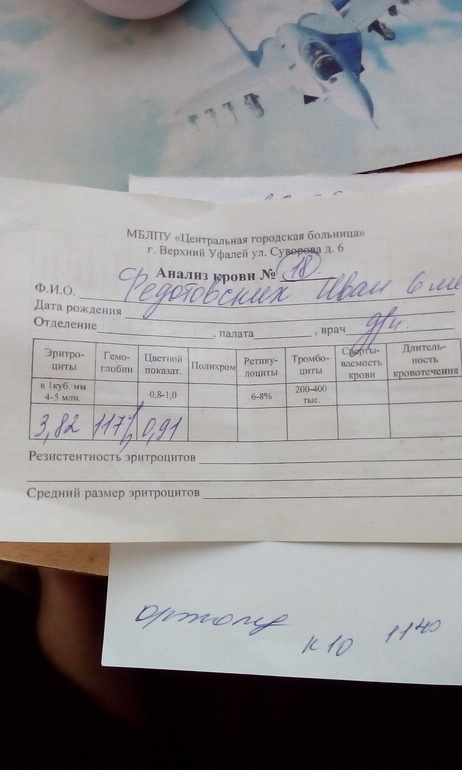 МБЛПУ «Центральная городская больница»
г. Верхний Уфалей ул. Суворова д. 6
Анализ крови № 18
Ф.И.О. Федотовских Иван 6 ме
Дата рождения
Отделение , палата , врач
Эритро-циты Гемо-глобин Цветной показат. Полихром Ретику-лоциты Тромбо-циты Сверты-ваемость крови Длитель-ность кровотечения
в 1куб. мм 4-5 млн. 0,8-1,0 6-8% 200-400 тыс.
3,82 117 0,91
Резистентность эритроцитов
Средний размер эритроцитов
ортопед
к 10 11 40